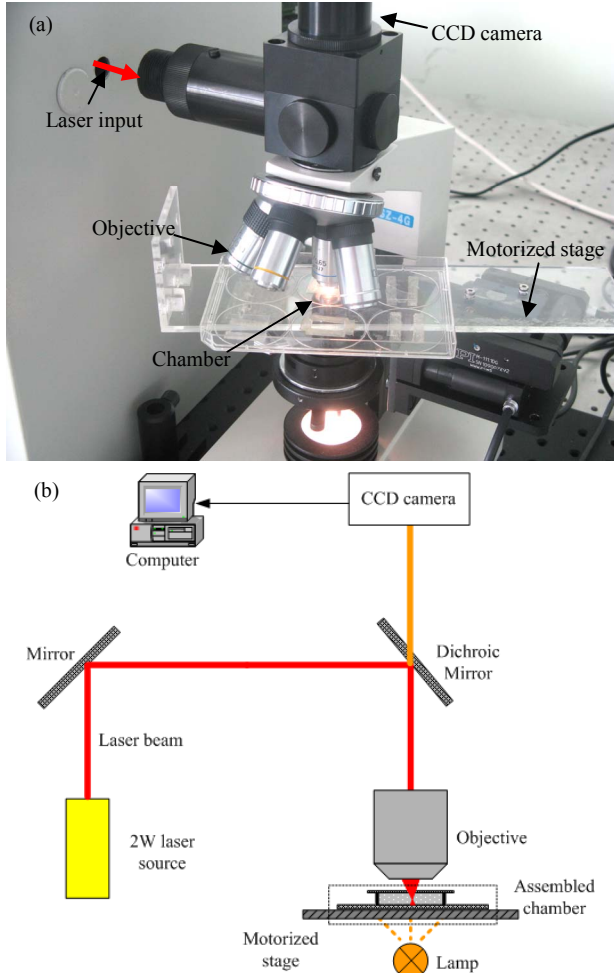 (a)
CCD camera
Laser input
Objective
Motorized stage
Chamber
(b)
CCD camera
Computer
Mirror
Dichroic
Mirror
Laser beam
2W laser
source
Objective
Assembled
chamber
Motorized
stage
Lamp